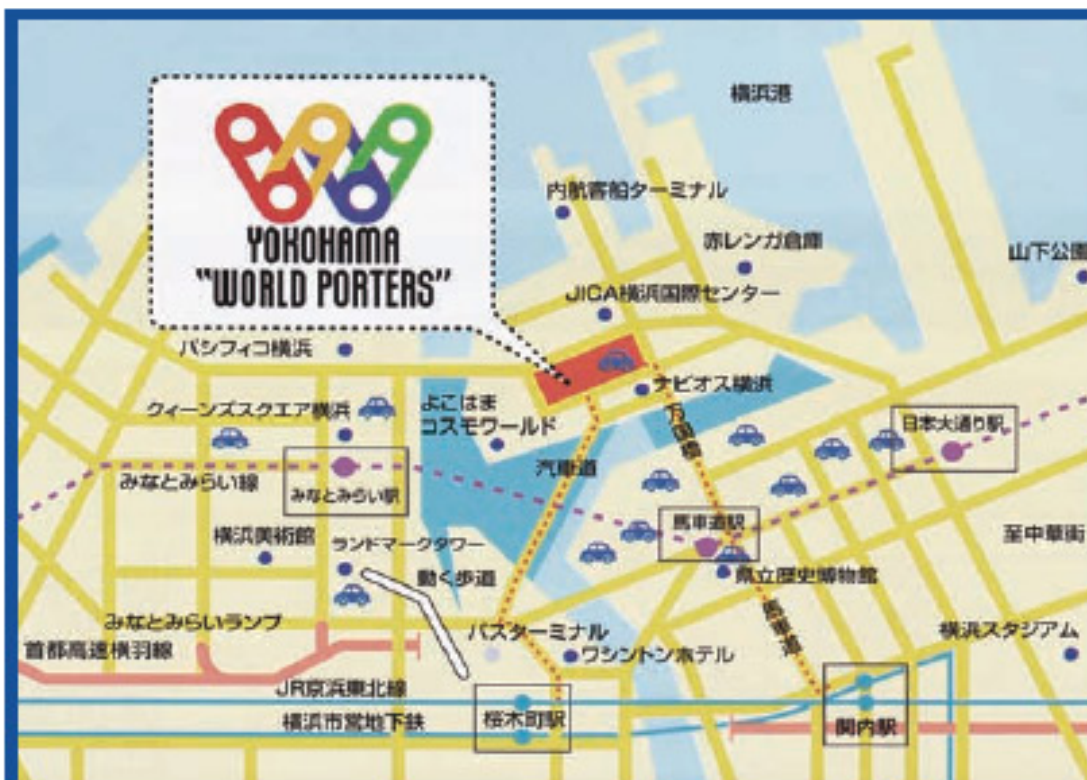 横浜港
YOKOHAMA
"WORLD PORTERS"
内航客船ターミナル
赤レンガ倉庫
山下公園
JICA横浜国際センター
パシフィコ横浜
ナビオス横浜
クィーンズスクエア横浜
よこはま
コスモワールド
万国橋
日本大通り駅
汽車道
みなとみらい線
みなとみらい駅
馬車道駅
至中華街
横浜美術館
ランドマークタワー
動く歩道
県立歴史博物館
馬車道
みなとみらいランプ
バスターミナル
横浜スタジアム
首都高速横羽線
ワシントンホテル
JR京浜東北線
横浜市営地下鉄
桜木町駅
関内駅